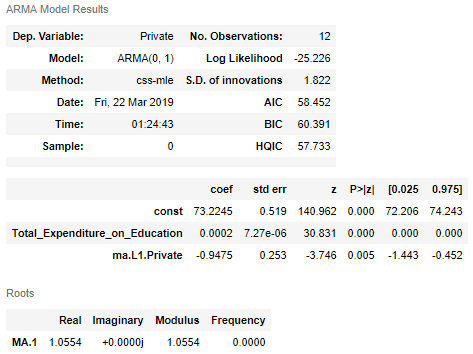 ARMA Model Results
Dep. Variable: Private No. Observations: 12
Model: ARMA(0, 1) Log Likelihood -25.226
Method: css-mle S.D. of innovations 1.822
Date: Fri, 22 Mar 2019 AIC 58.452
Time: 01:24:43 BIC 60.391
Sample: 0 HQIC 57.733
coef std err z P>|z| [0.025 0.975]
const 73.2245 0.519 140.962 0.000 72.206 74.243
Total_Expenditure_on_Education 0.0002 7.27e-06 30.831 0.000 0.000 0.000
ma.L1.Private -0.9475 0.253 -3.746 0.005 -1.443 -0.452
Roots
Real Imaginary Modulus Frequency
MA.1 1.0554 +0.0000j 1.0554 0.0000